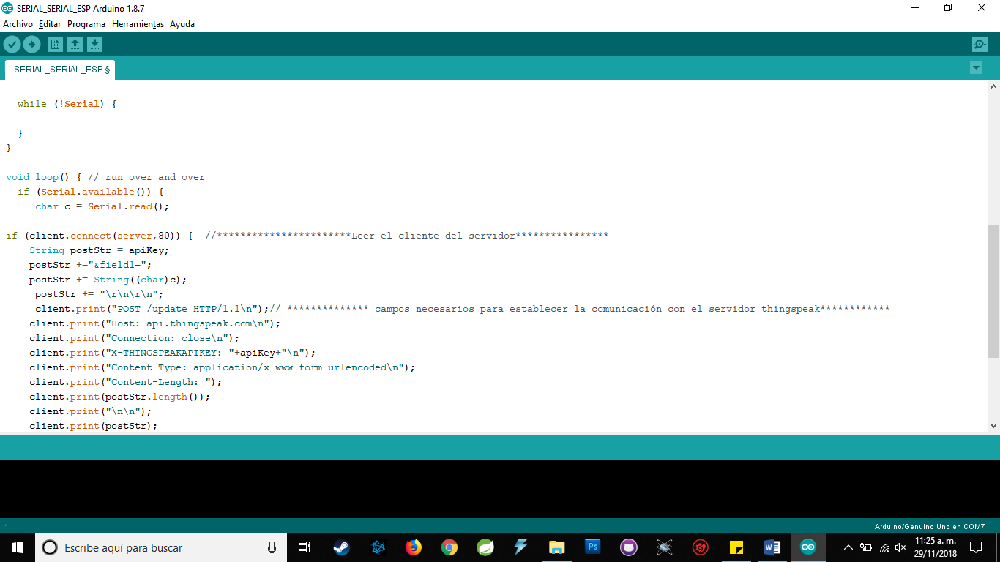 SERIAL_SERIAL_ESP Arduino 1.8.7
Archivo Editar Programa Herramientas Ayuda
SERIAL_SERIAL_ESP §
while (!Serial) {
}
}
void loop() { // run over and over
if (Serial.available()) {
char c = Serial.read();
if (client.connect(server,80)) { //***********************Leer el cliente del servidor****************
String postStr = apiKey;
postStr +="&field1=";
postStr += String((char)c);
postStr += "\r\n\r\n";
client.print("POST /update HTTP/1.1\n");// ************** campos necesarios para establecer la comunicación con el servidor thingspeak************
client.print("Host: api.thingspeak.com\n");
client.print("Connection: close\n");
client.print("X-THINGSPEAKAPIKEY: "+apiKey+"\n");
client.print("Content-Type: application/x-www-form-urlencoded\n");
client.print("Content-Length: ");
client.print(postStr.length());
client.print("\n\n");
client.print(postStr);
1
Arduino/Genuino Uno en COM7
Escribe aquí para buscar
Ps
11:25 a. m.
29/11/2018